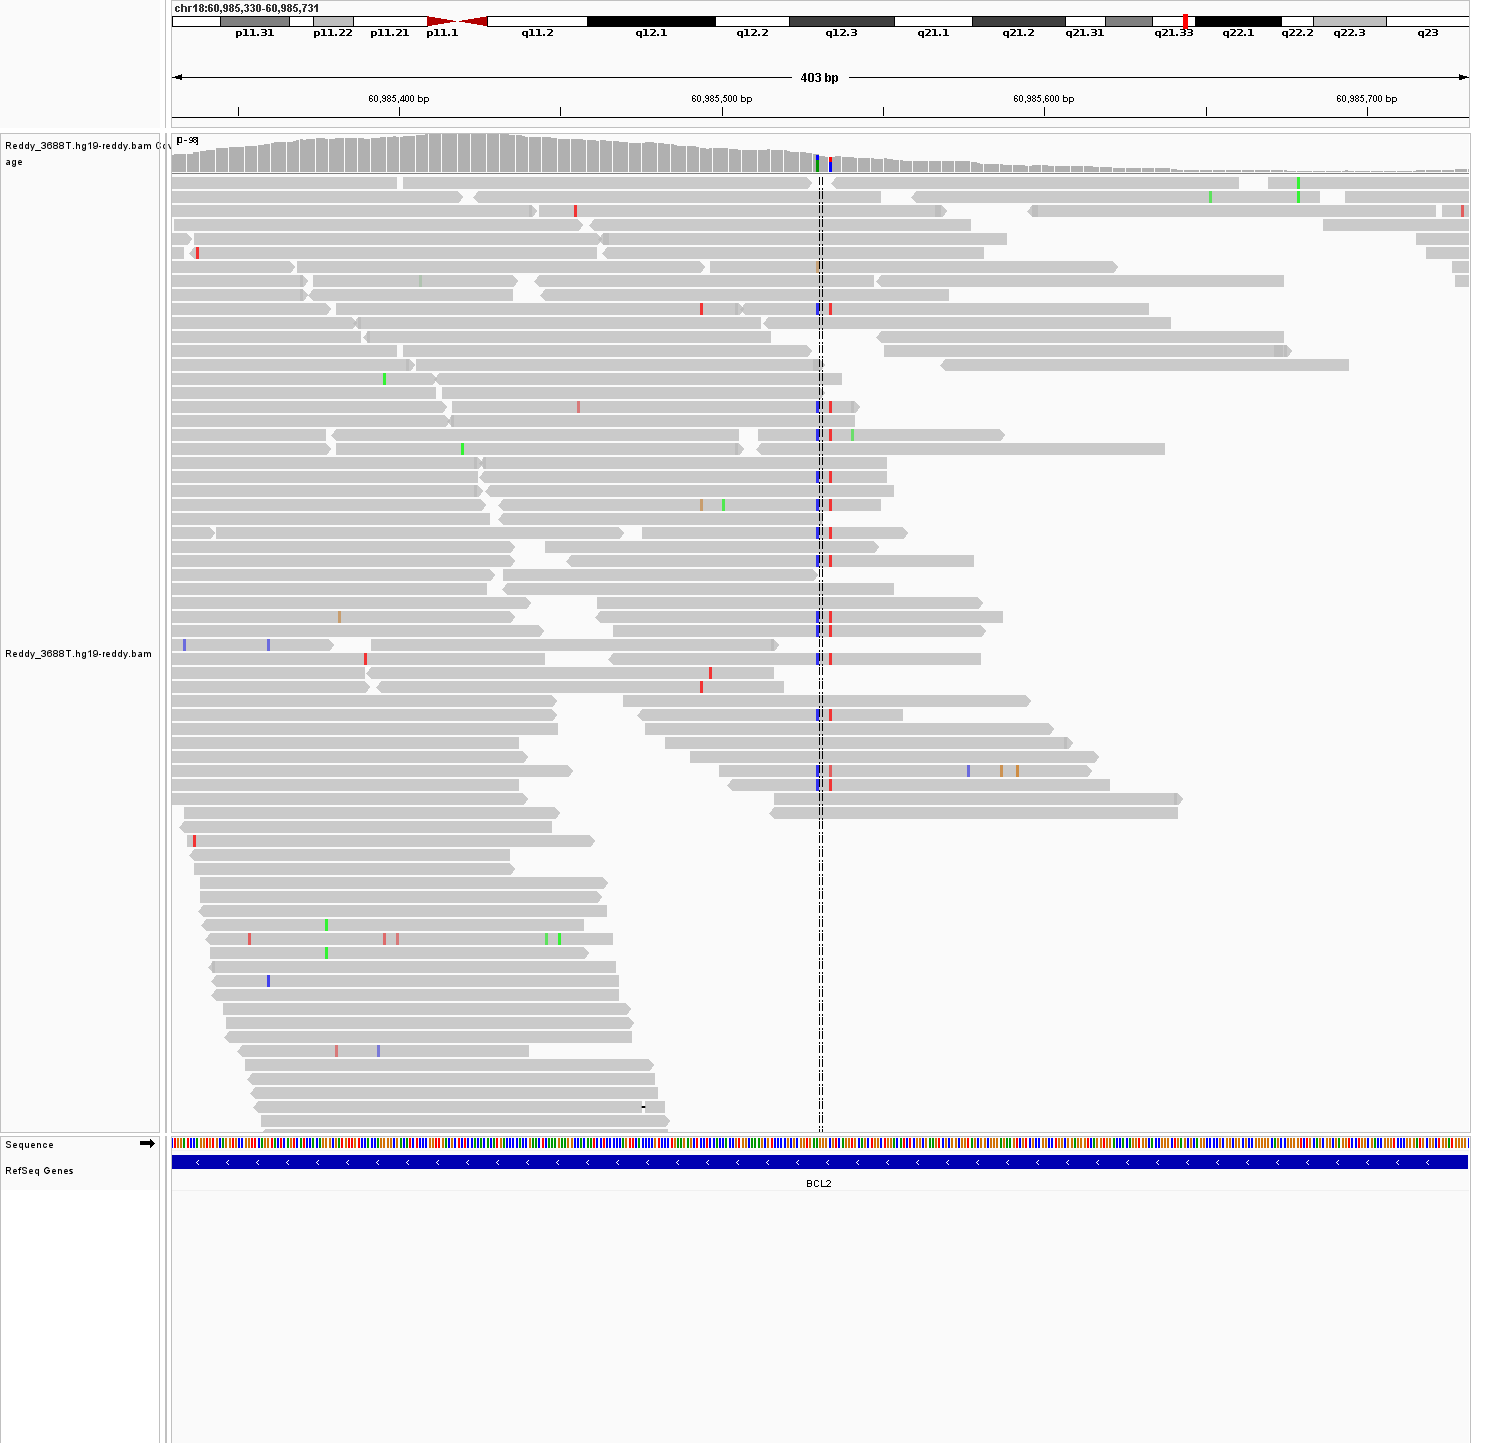 chr18:60,985,330-60,985,731
p11.31 p11.22 p11.21 p11.1 q11.2 q12.1 q12.2 q12.3 q21.1 q21.2 q21.31 q21.33 q22.1 q22.2 q22.3 q23
403 bp
60,985,400 bp 60,985,500 bp 60,985,600 bp 60,985,700 bp
[0-98]
Reddy_3688T.hg19-reddy.bam Cov
age
Reddy_3688T.hg19-reddy.bam
Sequence
RefSeq Genes
BCL2